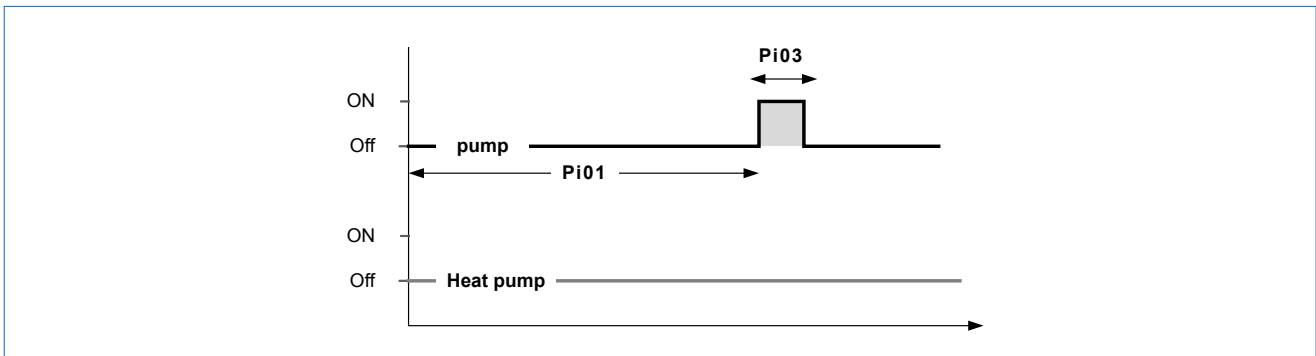 Pi03
ON
Off
pump
Pi01
ON
Off
Heat pump